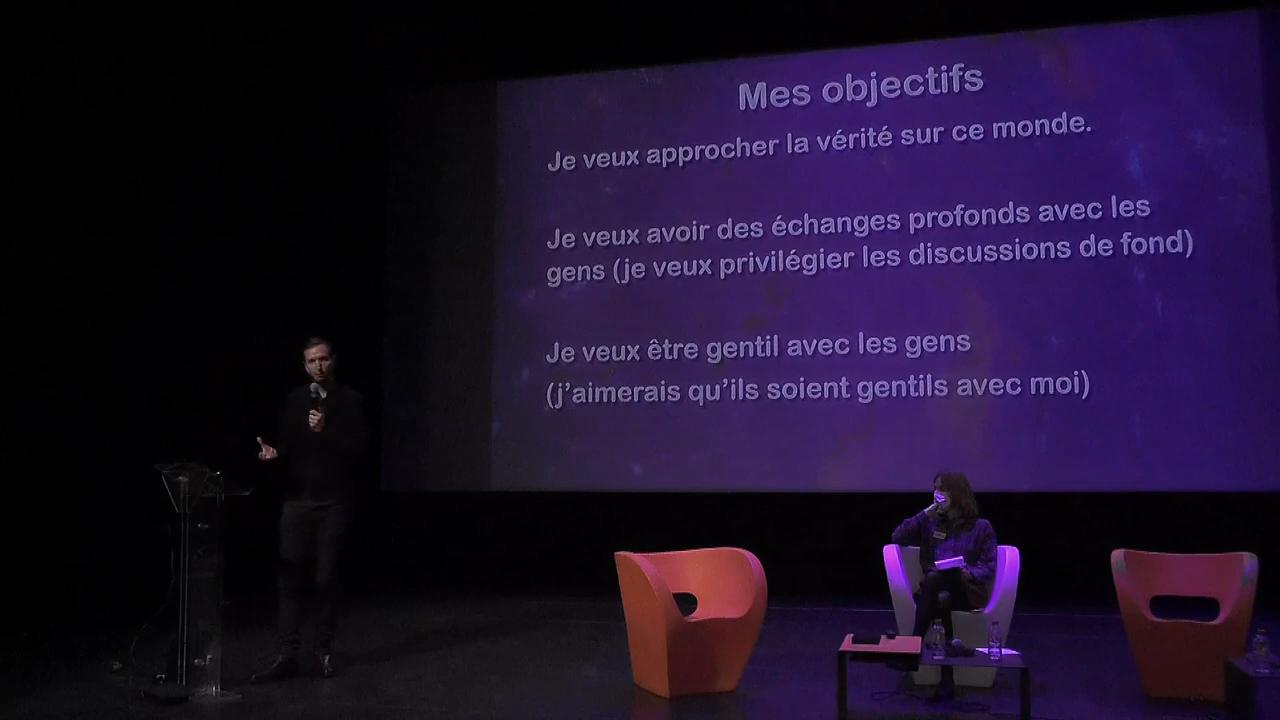 Mes objectifs
Je veux approcher la vérité sur ce monde.
Je veux avoir des échanges profonds avec les
gens (je veux privilégier les discussions de fond)
Je veux être gentil avec les gens
(j'aimerais qu'ils soient gentils avec moi)